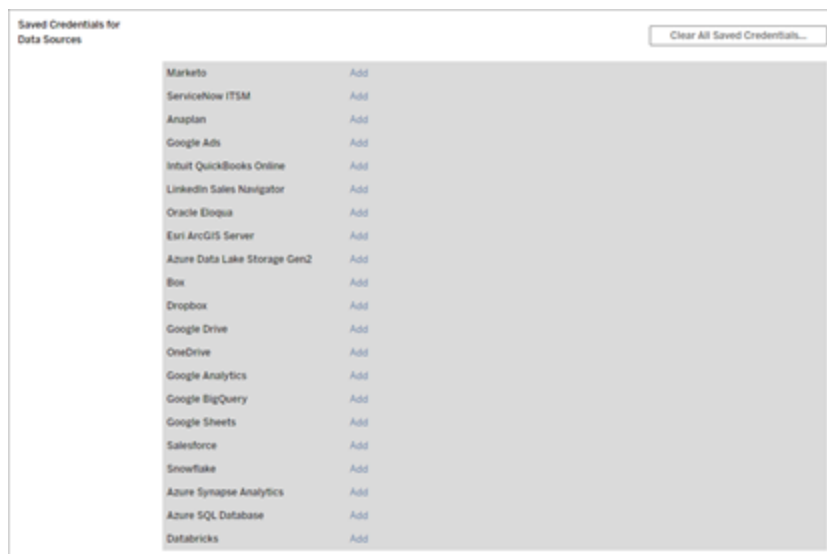 Saved Credentials for
Data Sources
Clear All Saved Credentials...
Marketo Add
ServiceNow ITSM Add
Anaplan Add
Google Ads Add
Intuit QuickBooks Online Add
LinkedIn Sales Navigator Add
Oracle Eloqua Add
Esri ArcGIS Server Add
Azure Data Lake Storage Gen2 Add
Box Add
Dropbox Add
Google Drive Add
OneDrive Add
Google Analytics Add
Google BigQuery Add
Google Sheets Add
Salesforce Add
Snowflake Add
Azure Synapse Analytics Add
Azure SQL Database Add
Databricks Add